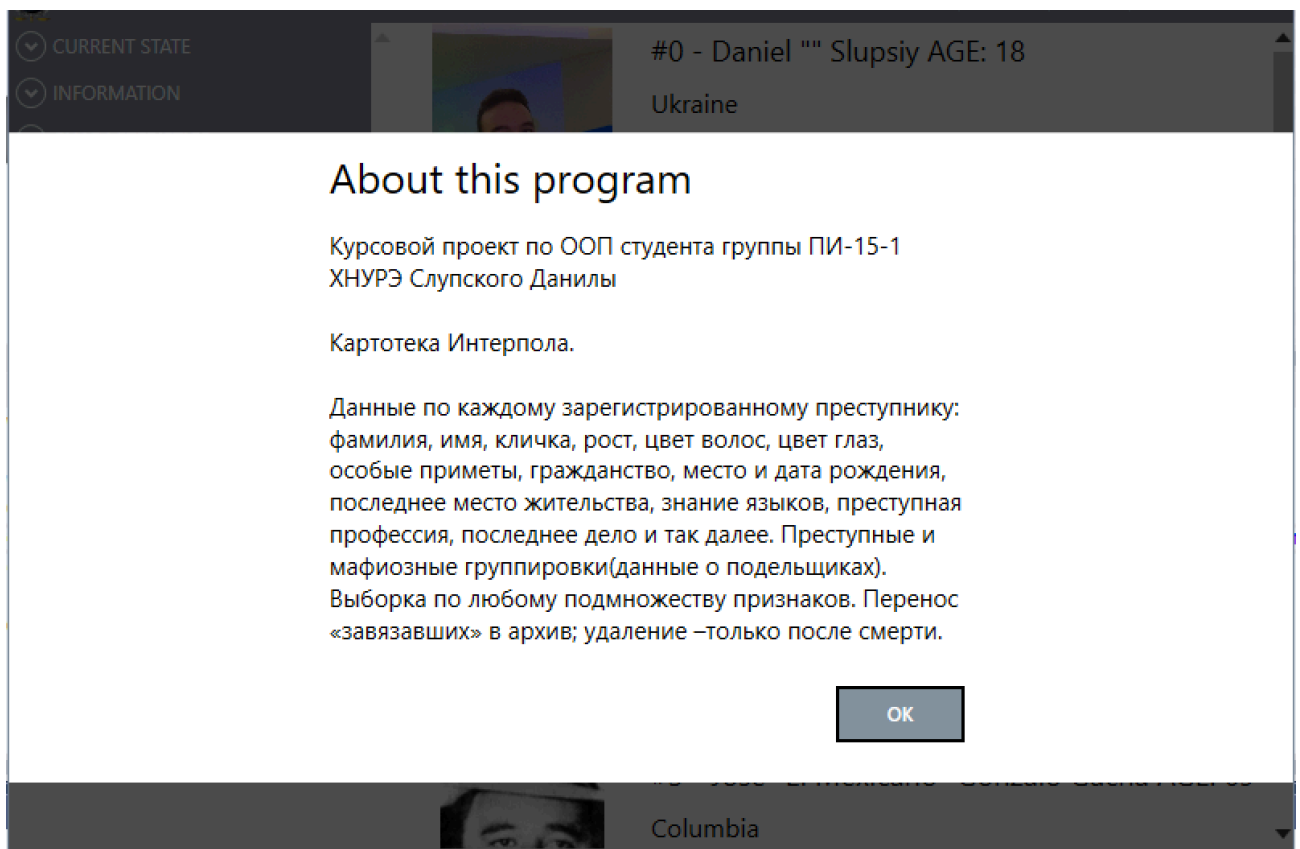 CURRENT STATE
INFORMATION
#0 - Daniel "" Slupsiy AGE: 18
Ukraine
About this program
Курсовой проект по ООП студента группы ПИ-15-1
ХНУРЭ Слупского Данилы
Картотека Интерпола.
Данные по каждому зарегистрированному преступнику:
фамилия, имя, кличка, рост, цвет волос, цвет глаз,
особые приметы, гражданство, место и дата рождения,
последнее место жительства, знание языков, преступная
профессия, последнее дело и так далее. Преступные и
мафиозные группировки(данные о подельщиках).
Выборка по любому подмножеству признаков. Перенос
«завязавших» в архив; удаление –только после смерти.
OK
Columbia